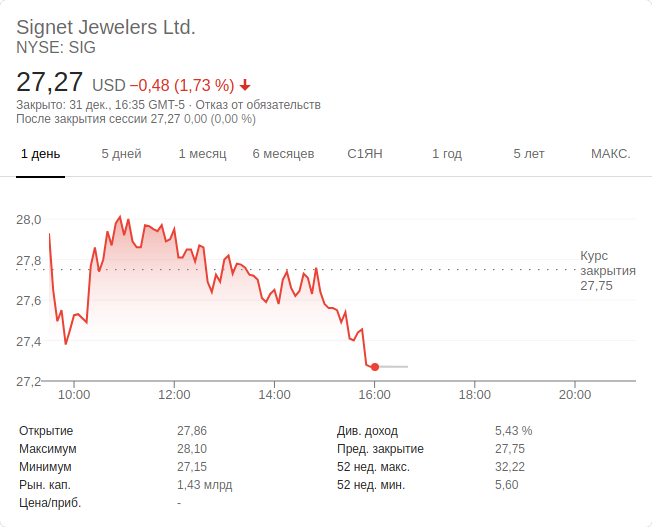 Signet Jewelers Ltd.
NYSE: SIG
27,27 USD −0,48 (1,73 %)
Закрыто: 31 дек., 16:35 GMT-5 · Отказ от обязательств
После закрытия сессии 27,27 0,00 (0,00 %)
1 день 5 дней 1 месяц 6 месяцев С1ЯН 1 год 5 лет МАКС.
28,0
27,8
27,6
27,4
27,2
Курс
закрытия
27,75
10:00 12:00 14:00 16:00 18:00 20:00
Открытие 27,86 Див. доход 5,43 %
Максимум 28,10 Пред. закрытие 27,75
Минимум 27,15 52 нед. макс. 32,22
Рын. кап. 1,43 млрд 52 нед. мин. 5,60
Цена/приб. -